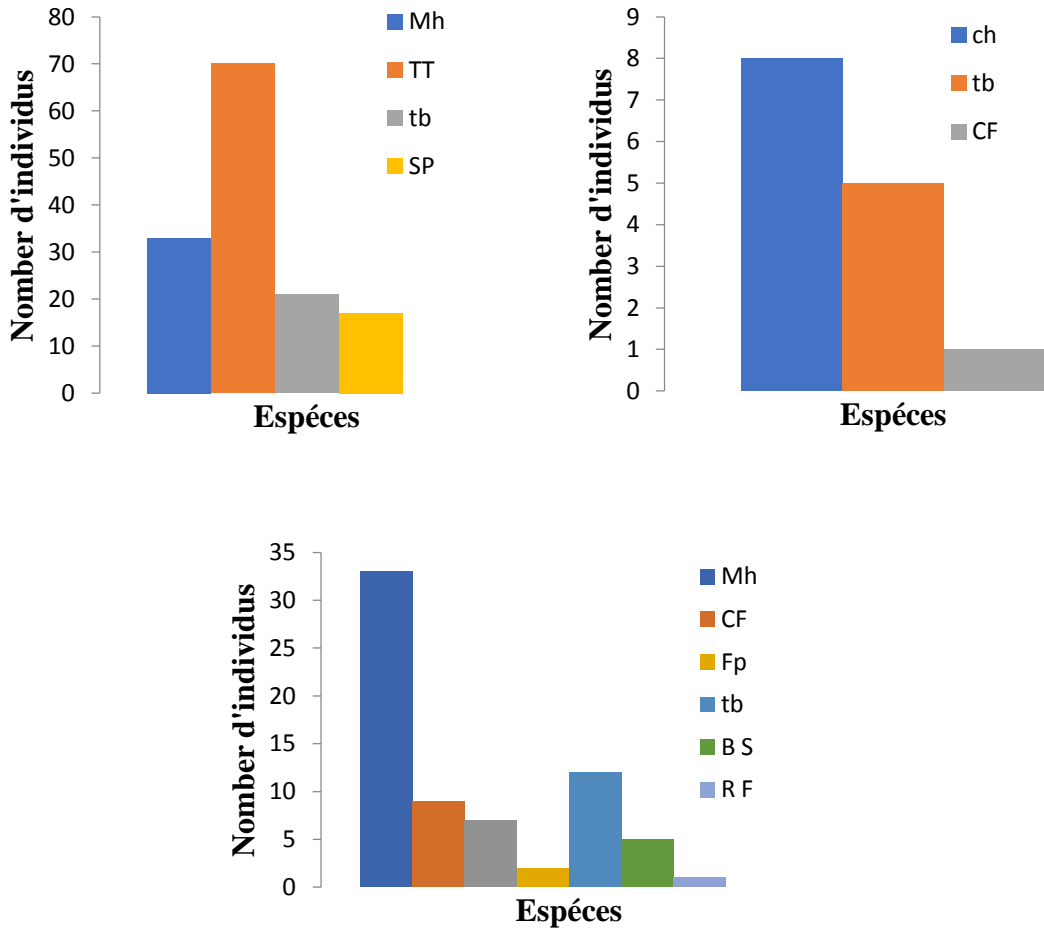 80
70
60
50
40
30
20
10
0
Nomber d'individus
Espéces
Mh
TT
tb
SP
9
8
7
6
5
4
3
2
1
0
Nomber d'individus
Espéces
ch
tb
CF
35
30
25
20
15
10
5
0
Nomber d'individus
Espéces
Mh
CF
Fp
tb
B S
R F